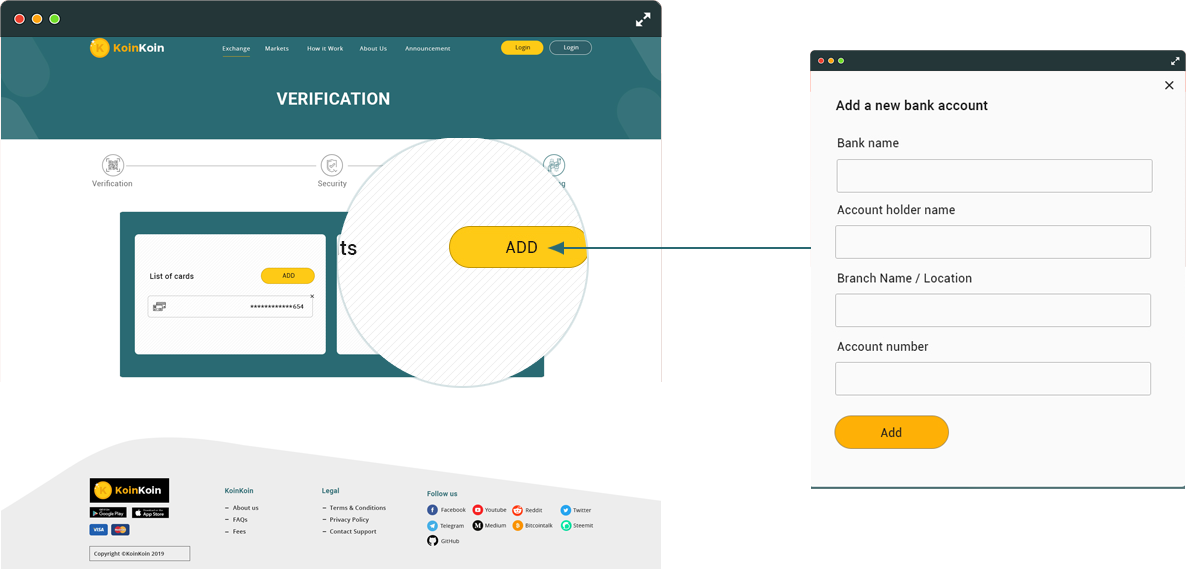 KoinKoin
Exchange Markets How it Work About Us Announcement Login Login
VERIFICATION
Verification Security g
List of cards ADD
************654
ts ADD
Add a new bank account
Bank name
Account holder name
Branch Name / Location
Account number
Add
KoinKoin
Google Play App Store
VISA
Copyright ©KoinKoin 2019
KoinKoin
– About us
– FAQs
– Fees
Legal
– Terms & Conditions
– Privacy Policy
– Contact Support
Follow us
Facebook Youtube Reddit Twitter
Telegram Medium Bitcointalk Steemit
GitHub